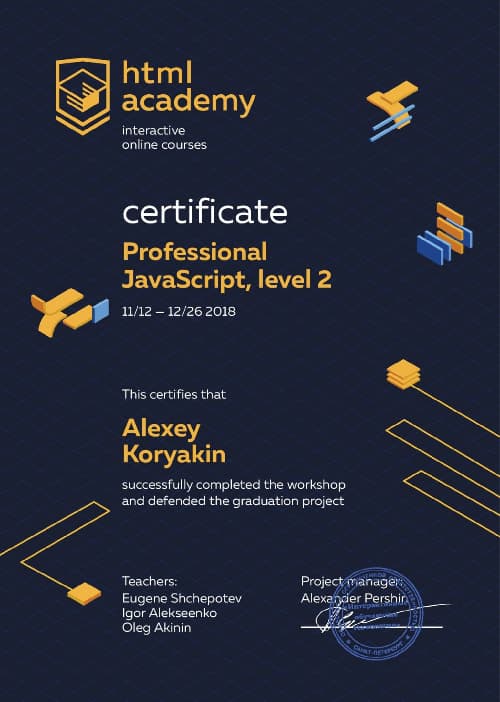 html
academy
interactive
online courses
certificate
Professional
JavaScript, level 2
11/12 – 12/26 2018
This certifies that
Alexey
Koryakin
successfully completed the workshop
and defended the graduation project
Teachers:
Eugene Shchepotev
Igor Alekseenko
Oleg Akinin
Project manager:
Alexander Pershin
САНКТ-ПЕТЕРБУРГ